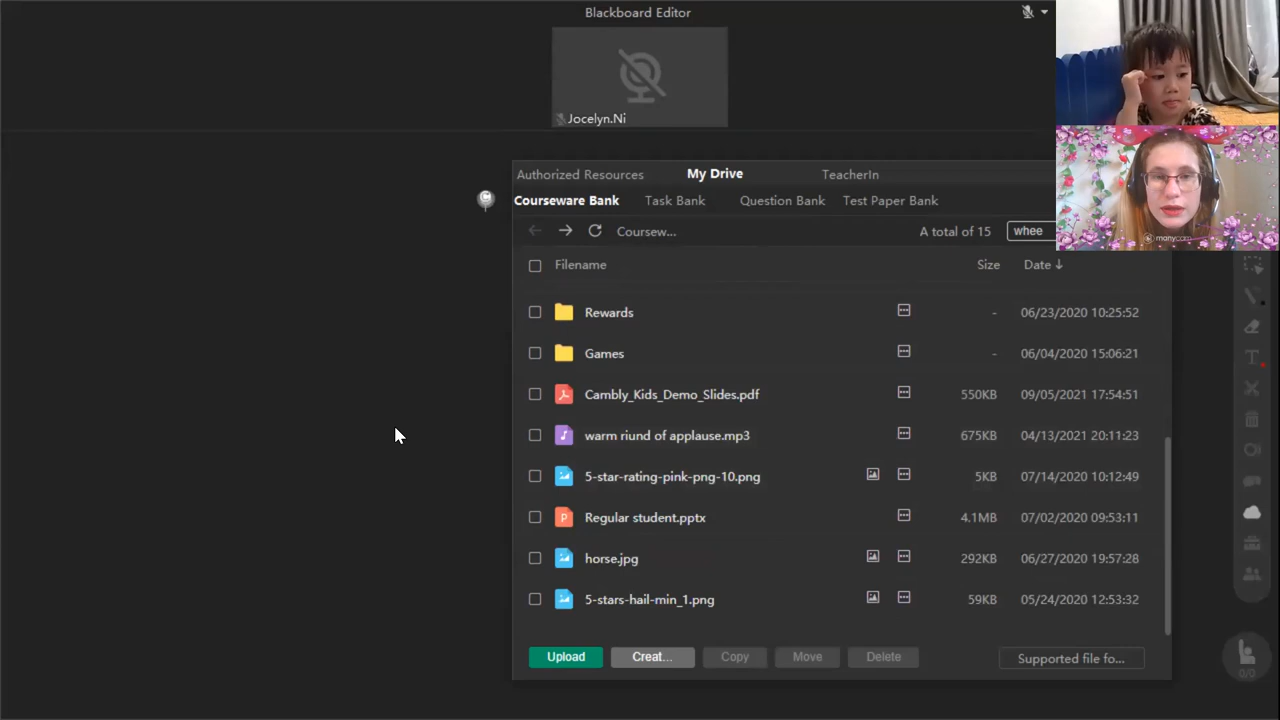 Blackboard Editor
Jocelyn.Ni
Authorized Resources My Drive TeacherIn
Courseware Bank Task Bank Question Bank Test Paper Bank
Coursew... A total of 15 whee
Filename Size Date↓
Rewards - 06/23/2020 10:25:52
Games - 06/04/2020 15:06:21
Cambly_Kids_Demo_Slides.pdf 550KB 09/05/2021 17:54:51
warm riund of applause.mp3 675KB 04/13/2021 20:11:23
5-star-rating-pink-png-10.png 5KB 07/14/2020 10:12:49
Regular student.pptx 4.1MB 07/02/2020 09:53:11
horse.jpg 292KB 06/27/2020 19:57:28
5-stars-hail-min_1.png 59KB 05/24/2020 12:53:32
Upload Creat... Copy Move Delete Supported file fo...
manycam
0/0